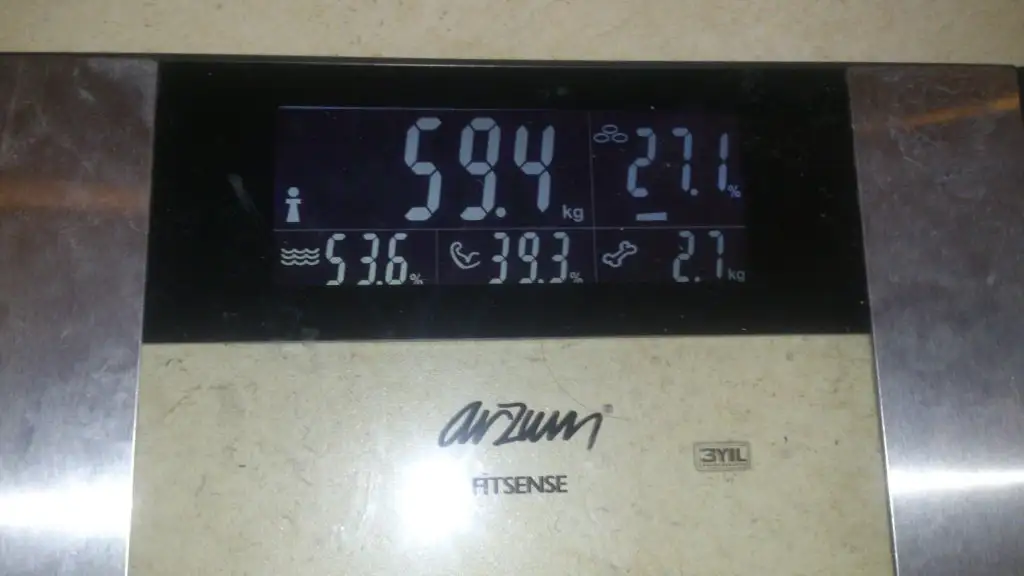 59.4 kg 27.1 %
53.6 % 39.3 % 2.7 kg
arzum®
FITSENSE
3YIL